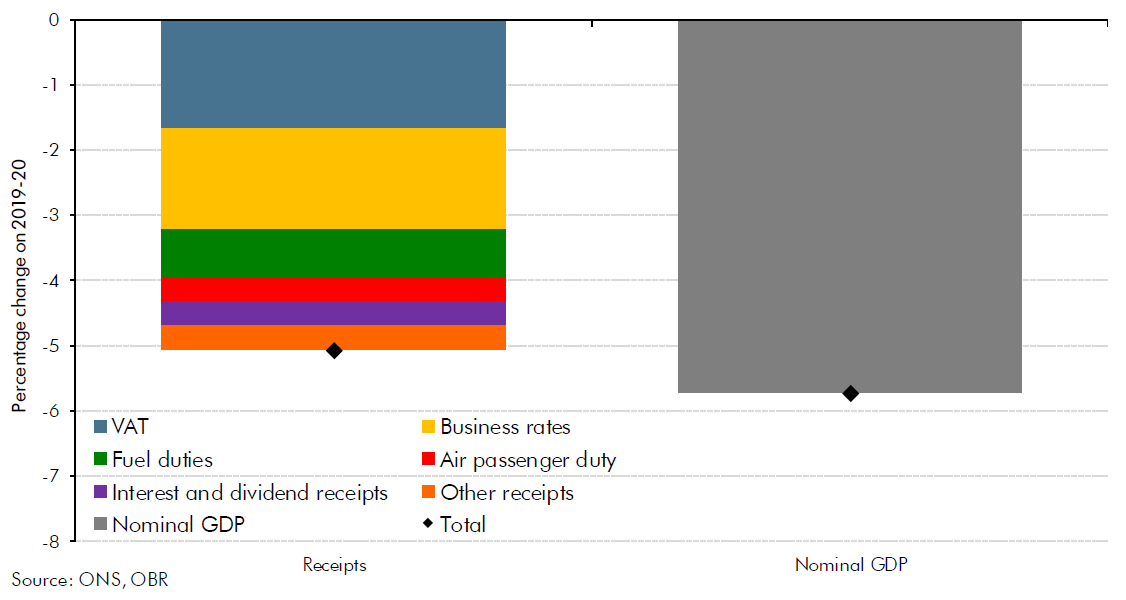 0
-1
-2
-3
-4
-5
-6
-7
-8
Percentage change on 2019-20
VAT
Business rates
Fuel duties
Air passenger duty
Interest and dividend receipts
Other receipts
Nominal GDP
Total
Receipts
Nominal GDP
Source: ONS, OBR